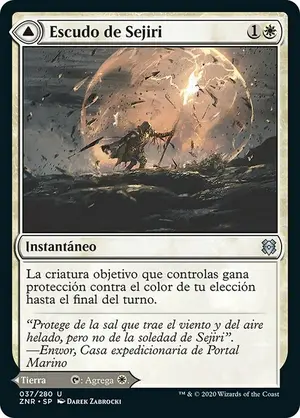 Escudo de Sejiri 1
Instantáneo
La criatura objetivo que controlas gana
protección contra el color de tu elección
hasta el final del turno.
"Protege de la sal que trae el viento y del aire
helado, pero no de la soledad de Sejiri".
—Enwor, Casa expedicionaria de Portal
Marino
Tierra : Agrega .
037/280 U
ZNR • SP DAREK ZABROCKI ™ & © 2020 Wizards of the Coast